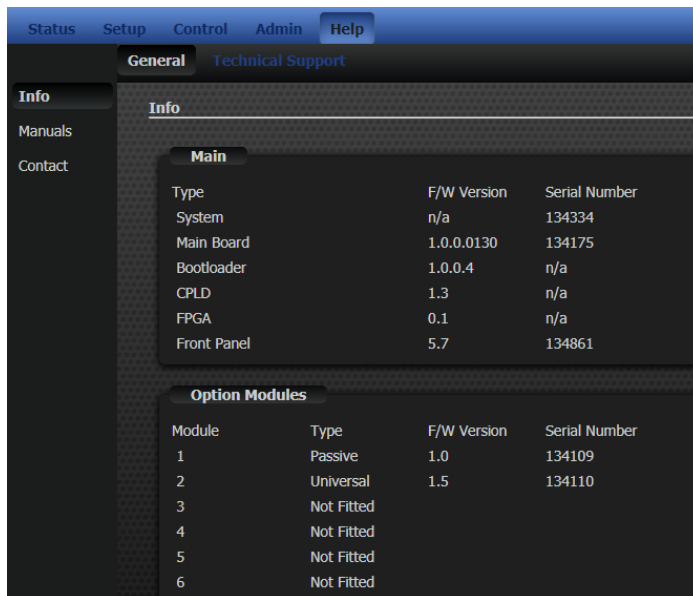 Status Setup Control Admin Help
General Technical Support
Info
Manuals
Contact
Info
Main
Type F/W Version Serial Number
System n/a 134334
Main Board 1.0.0.0130 134175
Bootloader 1.0.0.4 n/a
CPLD 1.3 n/a
FPGA 0.1 n/a
Front Panel 5.7 134861
Option Modules
Module Type F/W Version Serial Number
1 Passive 1.0 134109
2 Universal 1.5 134110
3 Not Fitted
4 Not Fitted
5 Not Fitted
6 Not Fitted